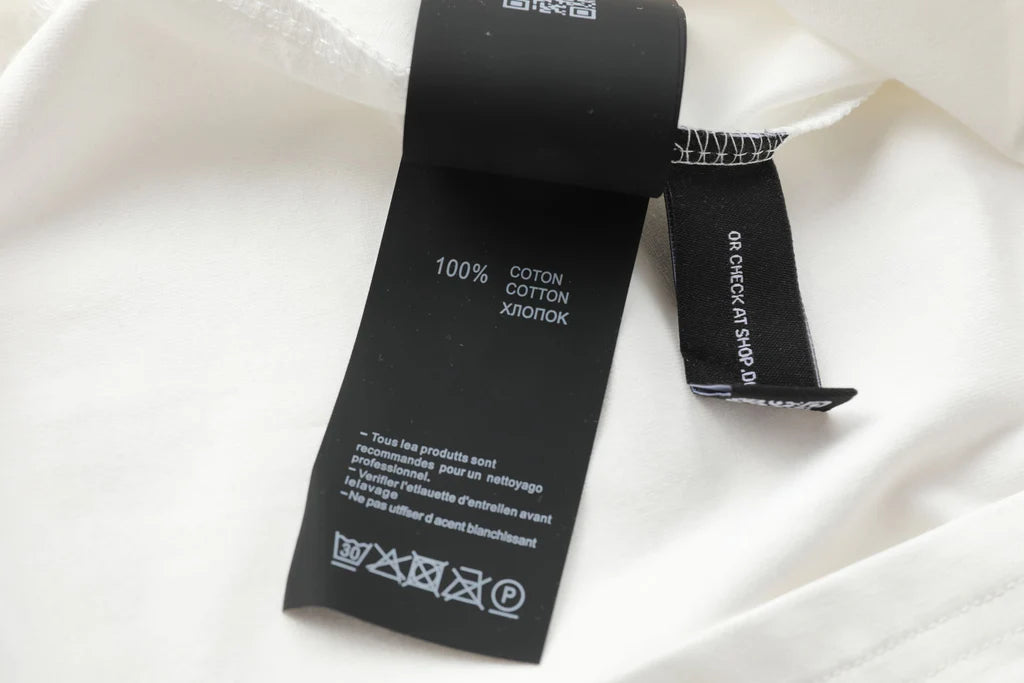 100% COTON
COTTON
ХЛОПОК
– Tous lea produtts sont
recommandes pour un nettoyago
professionnel.
– Verifier l'etlauette d'entrellen avant
lelavage
–Ne pas utfiser d acent blanchissant
30
P
OR CHECK AT SHOP.D